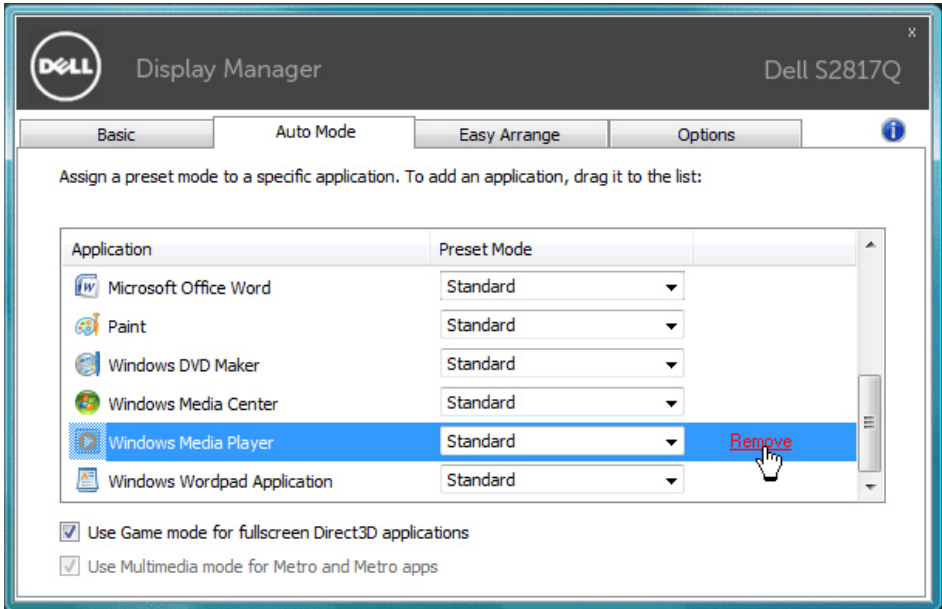 x
DELL Display Manager Dell S2817Q
Basic Auto Mode Easy Arrange Options i
Assign a preset mode to a specific application. To add an application, drag it to the list:
Application Preset Mode
W Microsoft Office Word Standard
Paint Standard
Windows DVD Maker Standard
Windows Media Center Standard
Windows Media Player Standard Remove
A Windows Wordpad Application Standard
Use Game mode for fullscreen Direct3D applications
Use Multimedia mode for Metro and Metro apps